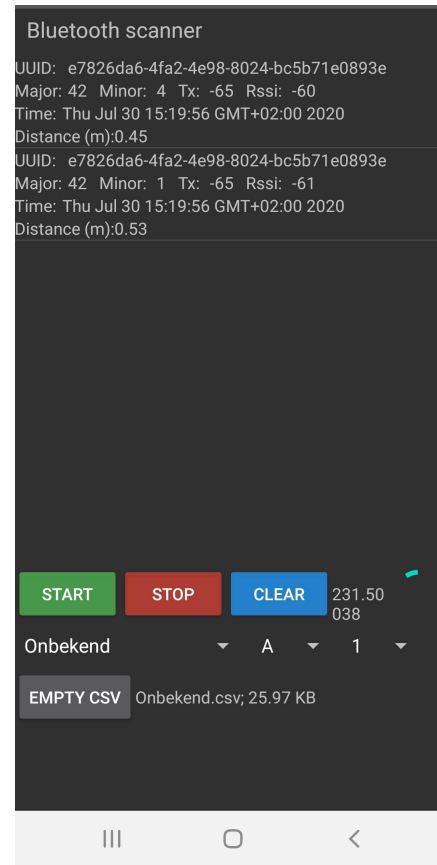 Bluetooth scanner
UUID: e7826da6-4fa2-4e98-8024-bc5b71e0893e
Major: 42 Minor: 4 Tx: -65 Rssi: -60
Time: Thu Jul 30 15:19:56 GMT+02:00 2020
Distance (m):0.45
UUID: e7826da6-4fa2-4e98-8024-bc5b71e0893e
Major: 42 Minor: 1 Tx: -65 Rssi: -61
Time: Thu Jul 30 15:19:56 GMT+02:00 2020
Distance (m):0.53
START STOP CLEAR 231.50
038
Onbekend A 1
EMPTY CSV Onbekend.csv; 25.97 KB